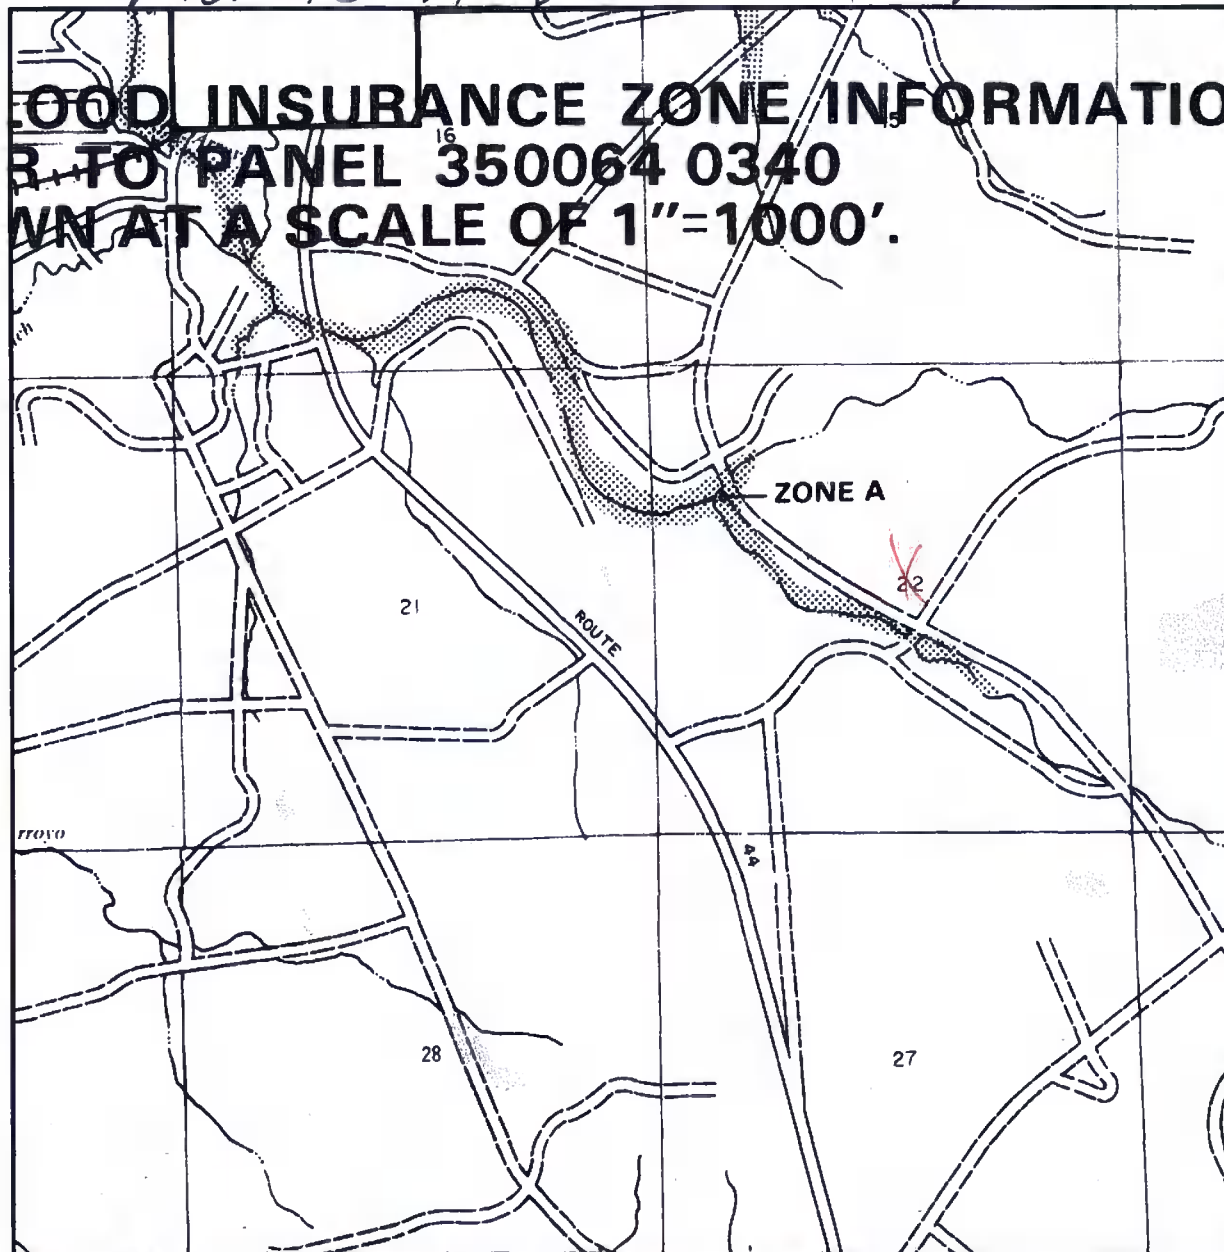 LOOD INSURANCE ZONE INFORMATIO
16
R TO PANEL 350064 0340
WN AT A SCALE OF 1"=1000'.
ZONE A
22
21
ROUTE
rroyo
44
28
27